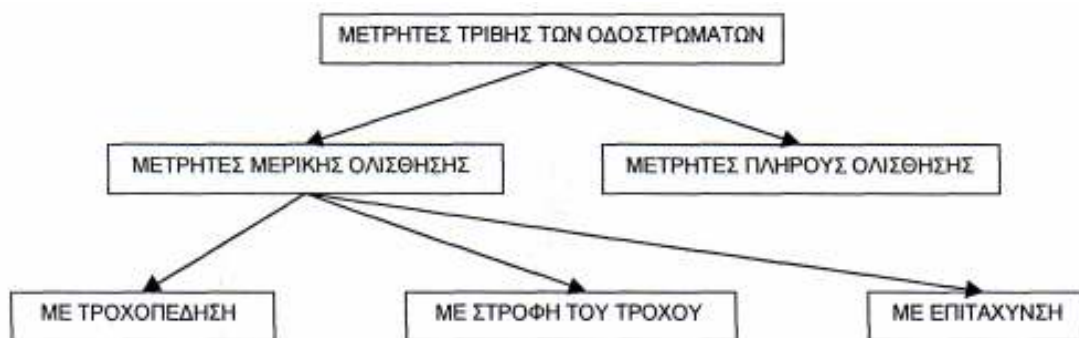 ΜΕΤΡΗΤΕΣ ΤΡΙΒΗΣ ΤΩΝ ΟΔΟΣΤΡΩΜΑΤΩΝ
ΜΕΤΡΗΤΕΣ ΜΕΡΙΚΗΣ ΟΛΙΣΘΗΣΗΣ
ΜΕΤΡΗΤΕΣ ΠΛΗΡΟΥΣ ΟΛΙΣΘΗΣΗΣ
ΜΕ ΤΡΟΧΟΠΕΔΗΣΗ
ΜΕ ΣΤΡΟΦΗ ΤΟΥ ΤΡΟΧΟΥ
ΜΕ ΕΠΙΤΑΧΥΝΣΗ